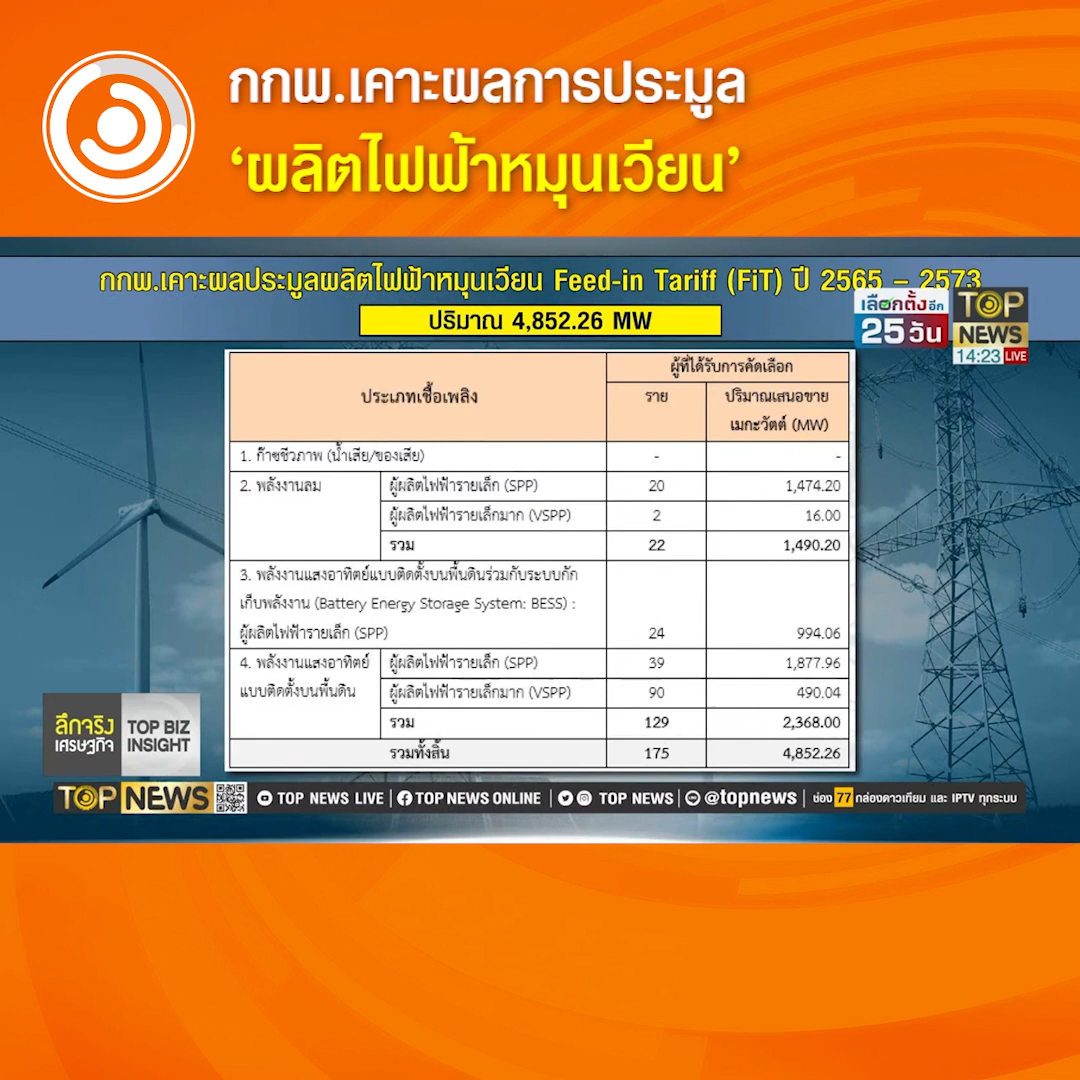 กกพ.เคาะผลการประมูล
‘ผลิตไฟฟ้าหมุนเวียน’
กกพ.เคาะผลประมูลผลิตไฟฟ้าหมุนเวียน Feed-in Tariff (FiT) ปี 2565 – 2573
ปริมาณ 4,852.26 MW
เลือกตั้งอีก
25 วัน
TOP
NEWS
14:23 LIVE
ประเภทเชื้อเพลิง
ผู้ที่ได้รับการคัดเลือก
ราย
ปริมาณเสนอขาย
เมกะวัตต์ (MW)
1. ก๊าซชีวภาพ (น้ำเสีย/ของเสีย) - -
2. พลังงานลม ผู้ผลิตไฟฟ้ารายเล็ก (SPP) 20 1,474.20
ผู้ผลิตไฟฟ้ารายเล็กมาก (VSPP) 2 16.00
รวม 22 1,490.20
3. พลังงานแสงอาทิตย์แบบติดตั้งบนพื้นดินร่วมกับระบบกัก
เก็บพลังงาน (Battery Energy Storage System: BESS) :
ผู้ผลิตไฟฟ้ารายเล็ก (SPP) 24 994.06
4. พลังงานแสงอาทิตย์ ผู้ผลิตไฟฟ้ารายเล็ก (SPP) 39 1,877.96
แบบติดตั้งบนพื้นดิน ผู้ผลิตไฟฟ้ารายเล็กมาก (VSPP) 90 490.04
รวม 129 2,368.00
รวมทั้งสิ้น 175 4,852.26
ลึกจริง
เศรษฐกิจ
TOP BIZ
INSIGHT
TOP NEWS TOP NEWS LIVE | TOP NEWS ONLINE | TOP NEWS | @topnews | ช่อง 77 กล่องดาวเทียม และ IPTV ทุกระบบ